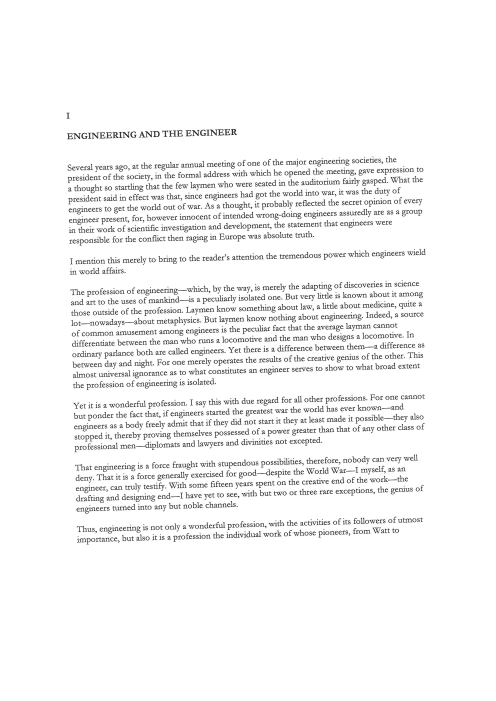 I
ENGINEERING AND THE ENGINEER
Several years ago, at the regular annual meeting of one of the major engineering societies, the
president of the society, in the formal address with which he opened the meeting, gave expression to
a thought so startling that the few laymen who were seated in the auditorium fairly gasped. What the
president said in effect was that, since engineers had got the world into war, it was the duty of
engineers to get the world out of war. As a thought, it probably reflected the secret opinion of every
engineer present, for, however innocent of intended wrong-doing engineers assuredly are as a group
in their work of scientific investigation and development, the statement that engineers were
responsible for the conflict then raging in Europe was absolute truth.
I mention this merely to bring to the reader's attention the tremendous power which engineers wield
in world affairs.
The profession of engineering—which, by the way, is merely the adapting of discoveries in science
and art to the uses of mankind—is a peculiarly isolated one. But very little is known about it among
those outside of the profession. Laymen know something about law, a little about medicine, quite a
lot—nowadays—about metaphysics. But laymen know nothing about engineering. Indeed, a source
of common amusement among engineers is the peculiar fact that the average layman cannot
differentiate between the man who runs a locomotive and the man who designs a locomotive. In
ordinary parlance both are called engineers. Yet there is a difference between them—a difference as
between day and night. For one merely operates the results of the creative genius of the other. This
almost universal ignorance as to what constitutes an engineer serves to show to what broad extent
the profession of engineering is isolated.
Yet it is a wonderful profession. I say this with due regard for all other professions. For one cannot
but ponder the fact that, if engineers started the greatest war the world has ever known—and
engineers as a body freely admit that if they did not start it they at least made it possible—they also
stopped it, thereby proving themselves possessed of a power greater than that of any other class of
professional men—diplomats and lawyers and divinities not excepted.
That engineering is a force fraught with stupendous possibilities, therefore, nobody can very well
deny. That it is a force generally exercised for good—despite the World War—I myself, as an
engineer, can truly testify. With some fifteen years spent on the creative end of the work—the
drafting and designing end—I have yet to see, with but two or three rare exceptions, the genius of
engineers turned into any but noble channels.
Thus, engineering is not only a wonderful profession, with the activities of its followers of utmost
importance, but also it is a profession the individual work of whose pioneers, from Watt to